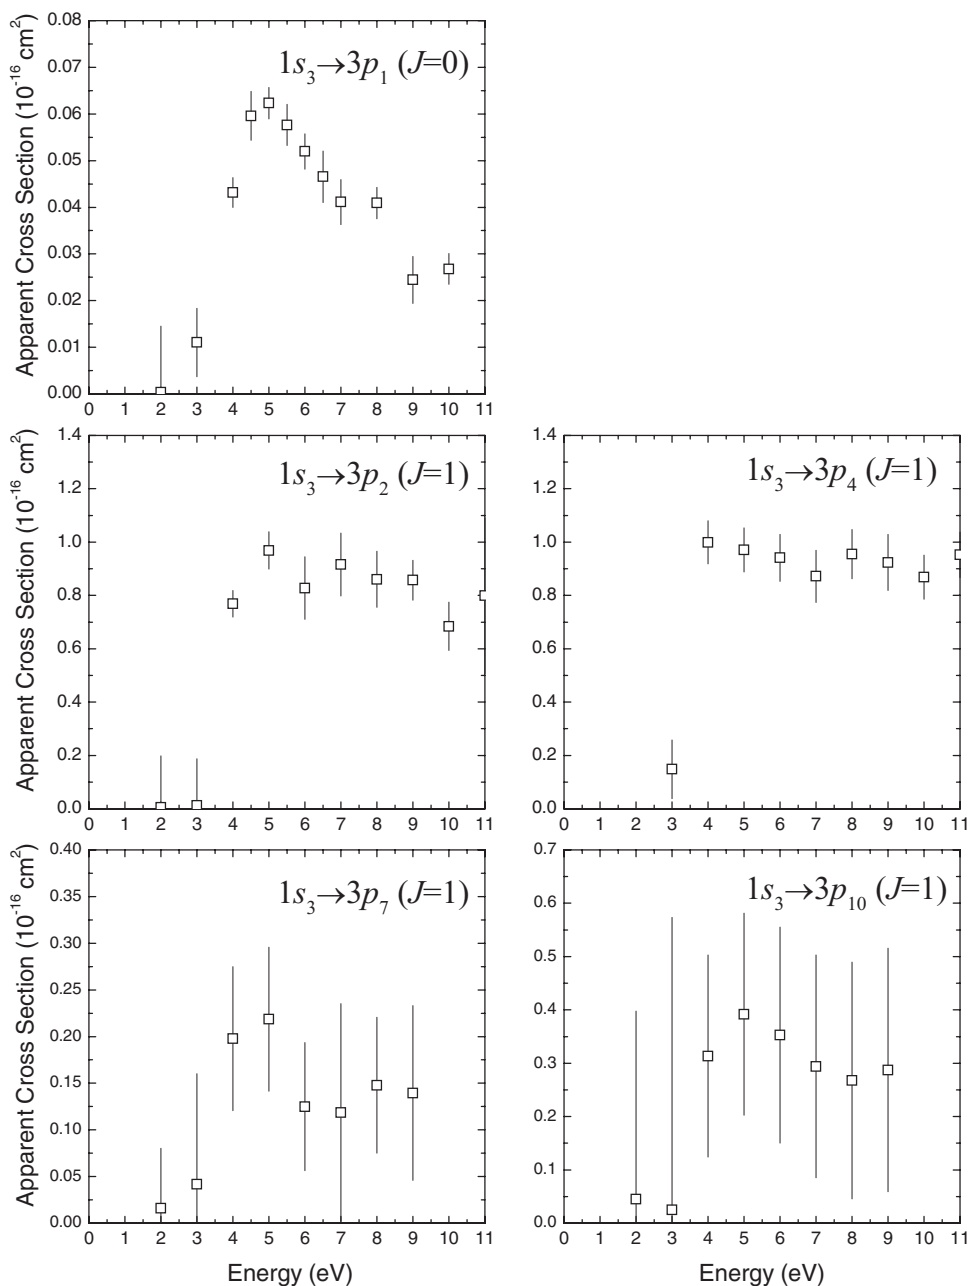 Apparent Cross Section (10⁻¹⁶ cm²)
1s₃→3p₁ (J=0)
0.08
0.07
0.06
0.05
0.04
0.03
0.02
0.01
0.00
0 1 2 3 4 5 6 7 8 9 10 11
Apparent Cross Section (10⁻¹⁶ cm²)
1s₃→3p₂ (J=1)
1.4
1.2
1.0
0.8
0.6
0.4
0.2
0.0
0 1 2 3 4 5 6 7 8 9 10 11
1s₃→3p₄ (J=1)
1.4
1.2
1.0
0.8
0.6
0.4
0.2
0.0
0 1 2 3 4 5 6 7 8 9 10 11
Apparent Cross Section (10⁻¹⁶ cm²)
1s₃→3p₇ (J=1)
0.40
0.35
0.30
0.25
0.20
0.15
0.10
0.05
0.00
0 1 2 3 4 5 6 7 8 9 10 11
Energy (eV)
1s₃→3p₁₀ (J=1)
0.7
0.6
0.5
0.4
0.3
0.2
0.1
0.0
0 1 2 3 4 5 6 7 8 9 10 11
Energy (eV)